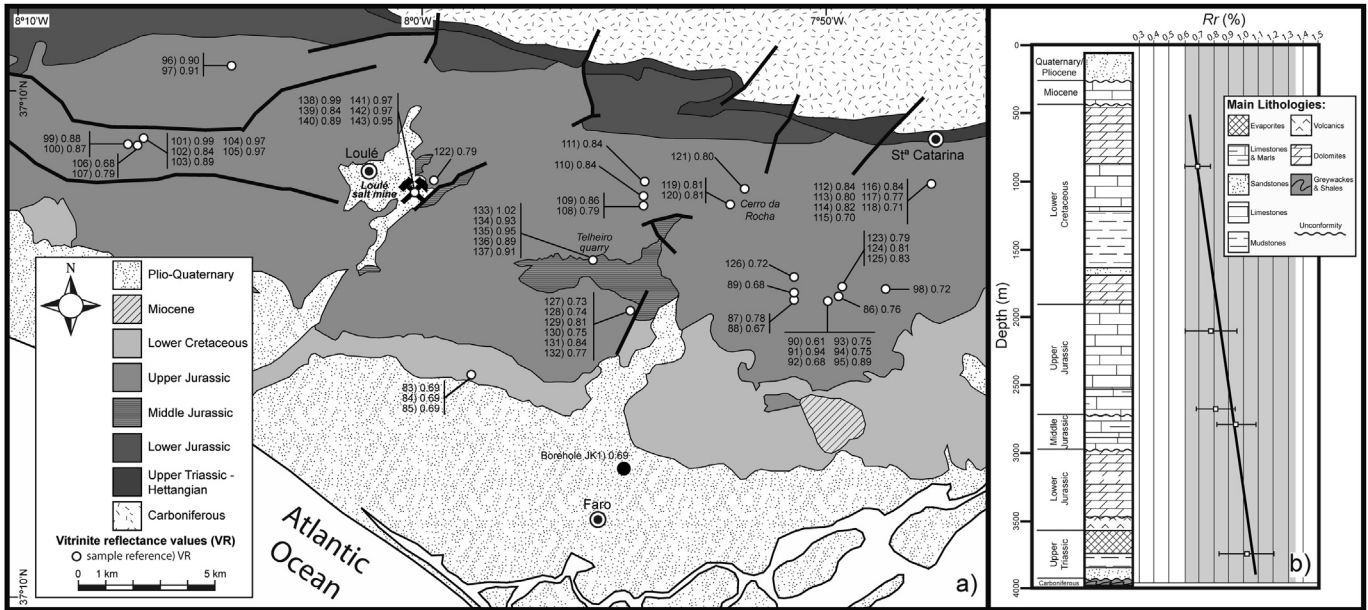 8°10'W
8°0'W
7°50'W
37°10'N
96) 0.90
97) 0.91
138) 0.99 141) 0.97
139) 0.84 142) 0.97
140) 0.89 143) 0.95
99) 0.88
100) 0.87
101) 0.99 104) 0.97
102) 0.84 105) 0.97
103) 0.89
106) 0.68
107) 0.79
Loulé
Loulé
salt mine
122) 0.79
111) 0.84
110) 0.84
109) 0.86
108) 0.79
121) 0.80
119) 0.81
120) 0.81
Cerro da
Rocha
Stª Catarina
112) 0.84 116) 0.84
113) 0.80 117) 0.77
114) 0.82 118) 0.71
115) 0.70
133) 1.02
134) 0.93
135) 0.95
136) 0.89
137) 0.91
Telheiro
quarry
123) 0.79
124) 0.81
125) 0.83
126) 0.72
89) 0.68
98) 0.72
86) 0.76
87) 0.78
88) 0.67
127) 0.73
128) 0.74
129) 0.81
130) 0.75
131) 0.84
132) 0.77
90) 0.61 93) 0.75
91) 0.94 94) 0.75
92) 0.68 95) 0.89
83) 0.69
84) 0.69
85) 0.69
Borehole JK1) 0.69
Faro
Atlantic
Ocean
N
Plio-Quaternary
Miocene
Lower Cretaceous
Upper Jurassic
Middle Jurassic
Lower Jurassic
Upper Triassic -
Hettangian
Carboniferous
Vitrinite reflectance values (VR)
sample reference) VR
0 1 km 5 km
37°10'N
a)
b)
Rr (%)
0.3 0.4 0.5 0.6 0.7 0.8 0.9 1.0 1.1 1.2 1.3 1.4 1.5
Depth (m)
0
500
1000
1500
2000
2500
3000
3500
4000
Quaternary/
Pliocene
Miocene
Lower
Cretaceous
Upper
Jurassic
Middle
Jurassic
Lower
Jurassic
Upper
Triassic
Carboniferous
Main Lithologies:
Evaporites
Volcanics
Limestones
& Marls
Dolomites
Sandstones
Greywackes
& Shales
Limestones
Unconformity
Mudstones